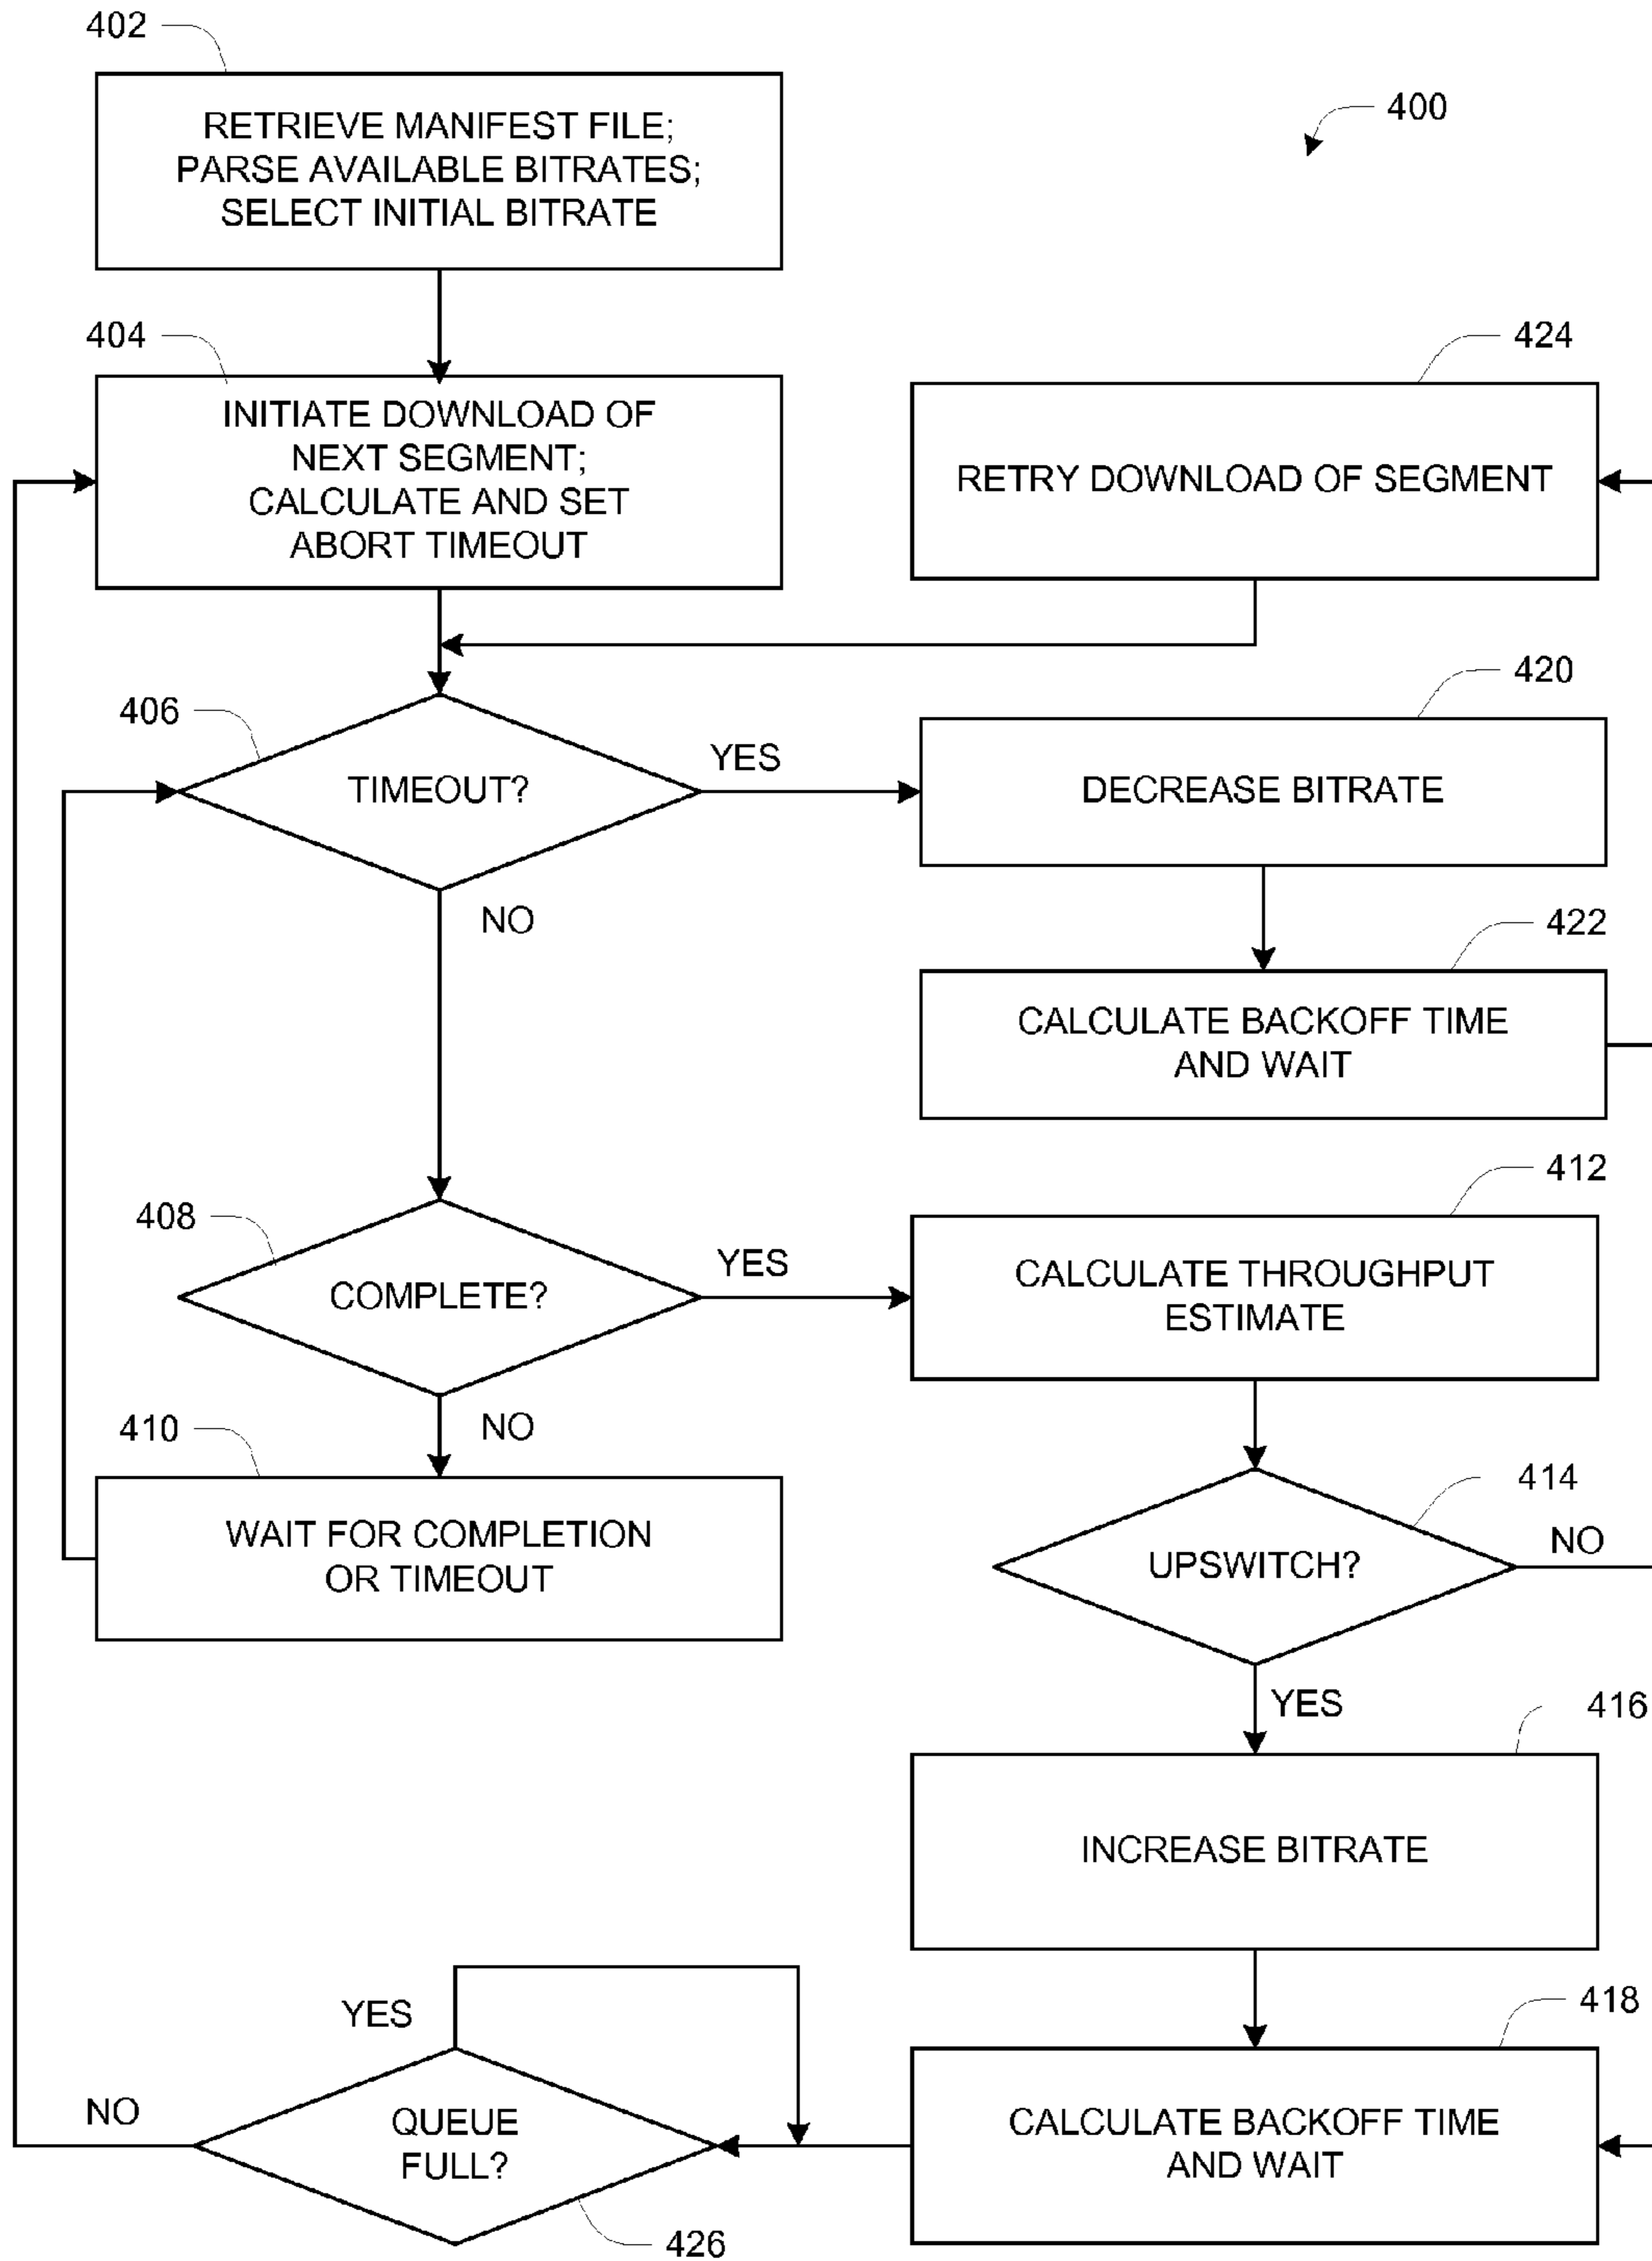 402
RETRIEVE MANIFEST FILE;
PARSE AVAILABLE BITRATES;
SELECT INITIAL BITRATE
400
404
INITIATE DOWNLOAD OF
NEXT SEGMENT;
CALCULATE AND SET
ABORT TIMEOUT
424
RETRY DOWNLOAD OF SEGMENT
406
TIMEOUT?
YES
NO
420
DECREASE BITRATE
422
CALCULATE BACKOFF TIME
AND WAIT
408
COMPLETE?
YES
NO
412
CALCULATE THROUGHPUT
ESTIMATE
410
WAIT FOR COMPLETION
OR TIMEOUT
414
UPSWITCH?
NO
YES
416
INCREASE BITRATE
418
CALCULATE BACKOFF TIME
AND WAIT
YES
NO
QUEUE
FULL?
426